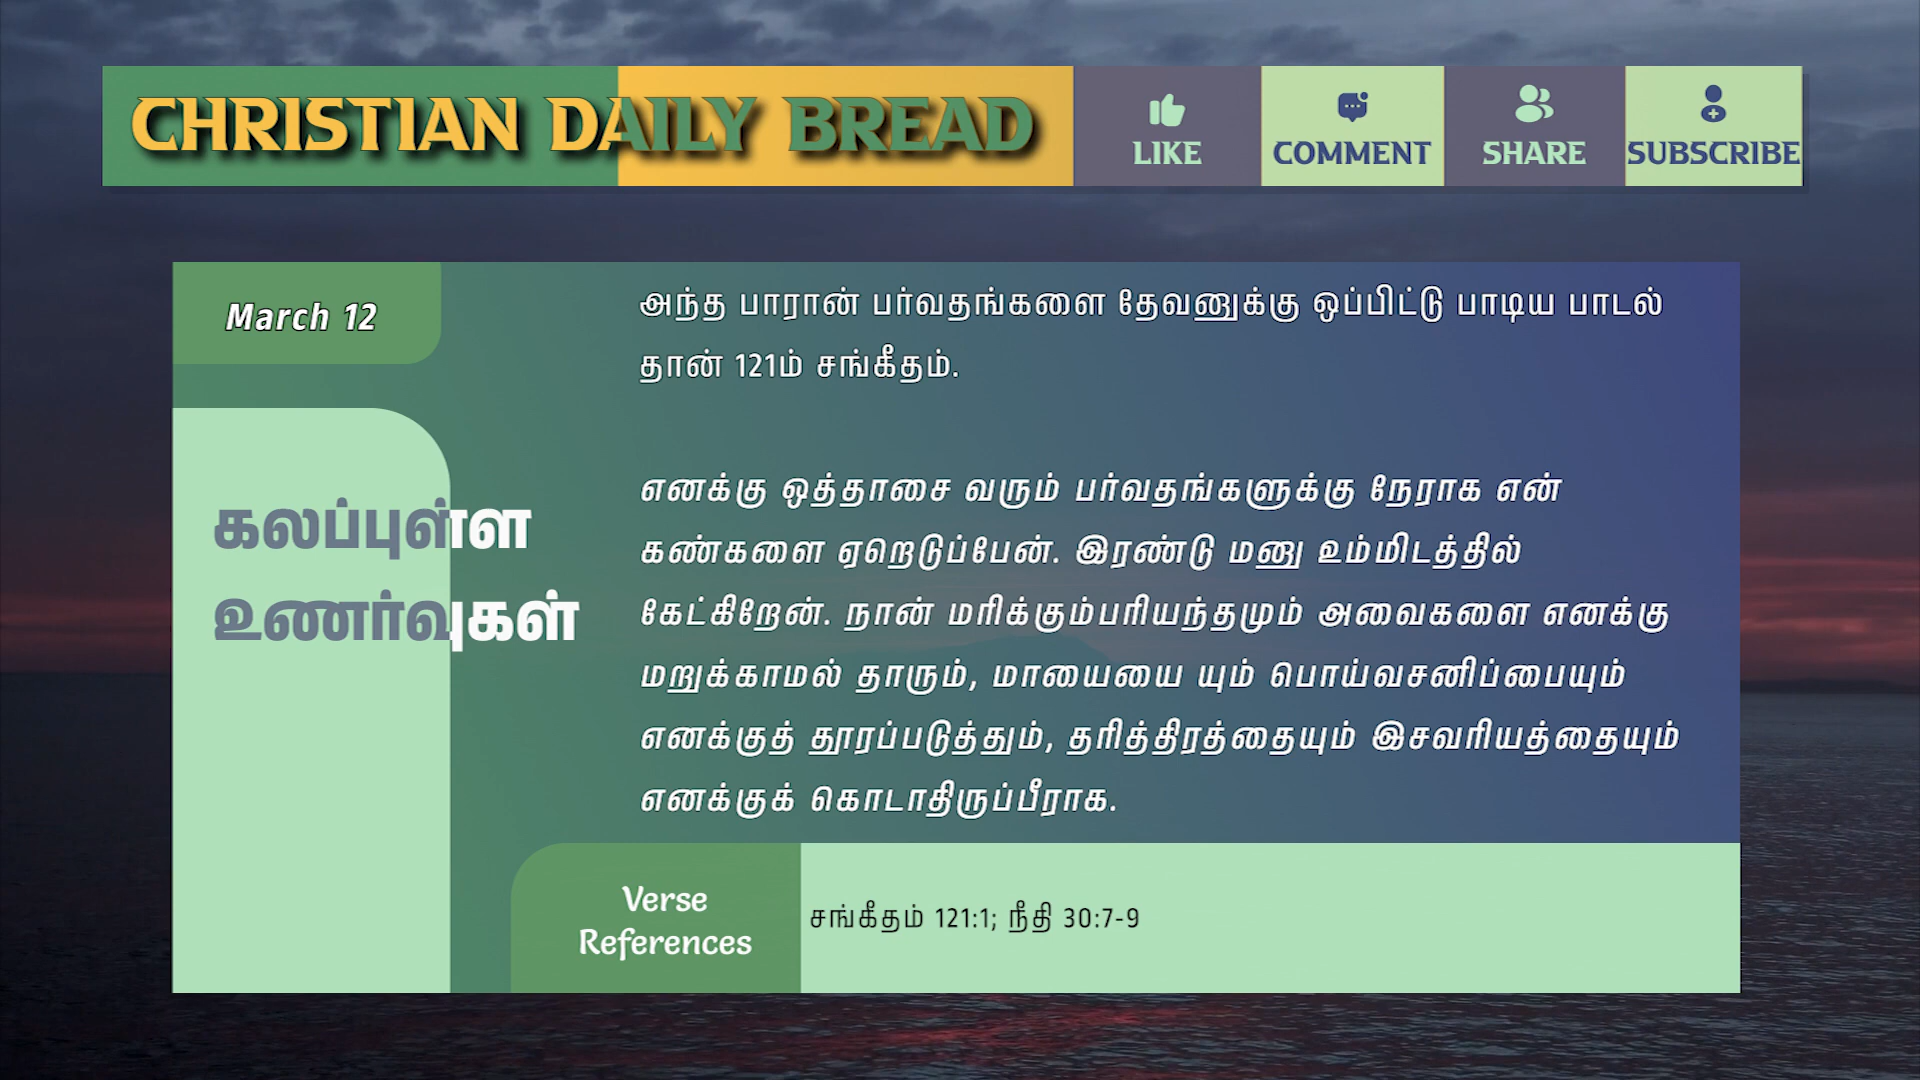 CHRISTIAN DAILY BREAD
LIKE
COMMENT
SHARE
SUBSCRIBE
March 12
கலப்புள்ள
உணர்வுகள்
அந்த பாரான் பர்வதங்களை தேவனுக்கு ஒப்பிட்டு பாடிய பாடல்
தான் 121ம் சங்கீதம்.
எனக்கு ஒத்தாசை வரும் பர்வதங்களுக்கு நேராக என்
கண்களை ஏறெடுப்பேன். இரண்டு மனு உம்மிடத்தில்
கேட்கிறேன். நான் மரிக்கும்பரியந்தமும் அவைகளை எனக்கு
மறுக்காமல் தாரும், மாயையை யும் பொய்வசனிப்பையும்
எனக்குத் தூரப்படுத்தும், தரித்திரத்தையும் இசவரியத்தையும்
எனக்குக் கொடாதிருப்பீராக.
Verse
References
சங்கீதம் 121:1; நீதி 30:7-9